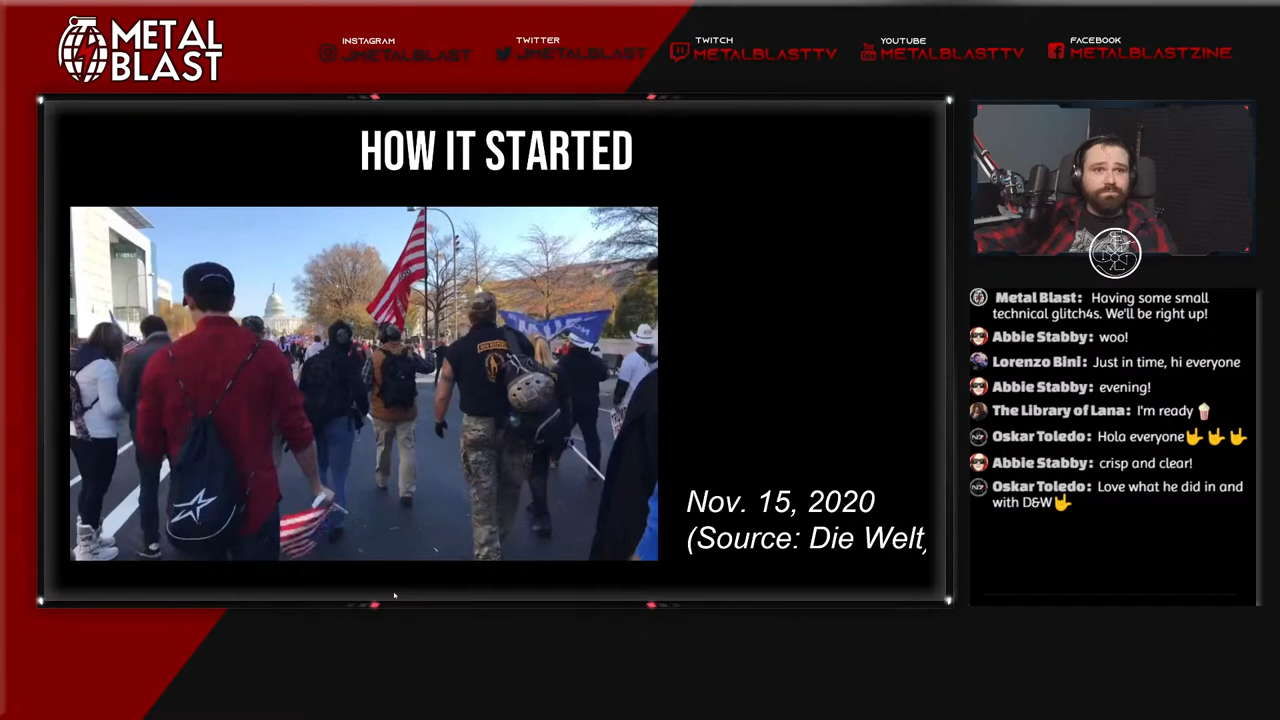 METAL
BLAST
INSTAGRAM
JMETALBLAST
TWITTER
JMETALBLAST
TWITCH
METALBLASTTV
YOUTUBE
METALBLASTTV
FACEBOOK
METALBLASTZINE
HOW IT STARTED
Nov. 15, 2020
(Source: Die Welt)
Metal Blast: Having some small
technical glitch4s. We'll be right up!
Abbie Stabby: woo!
Lorenzo Bini: Just in time, hi everyone
Abbie Stabby: evening!
The Library of Lana: I'm ready 🍿
Oskar Toledo: Hola everyone🤘🤘🤘
Abbie Stabby: crisp and clear!
Oskar Toledo: Love what he did in and
with D&W🤘